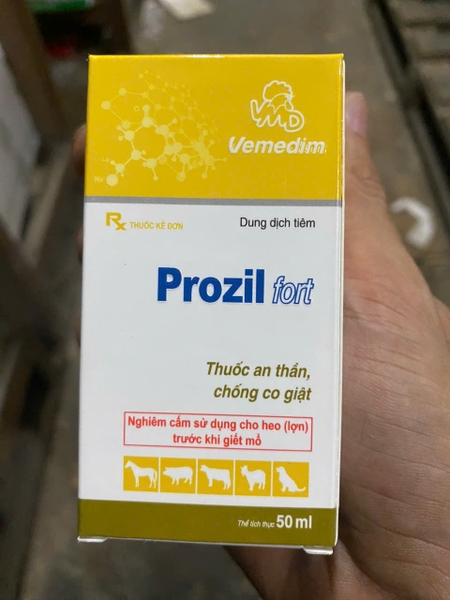 VMD
Vemedim
Rx THUỐC KÊ ĐƠN
Dung dịch tiêm
Prozil fort
Thuốc an thần,
chống co giật
Nghiêm cấm sử dụng cho heo (lợn)
trước khi giết mổ
Thể tích thực 50 ml